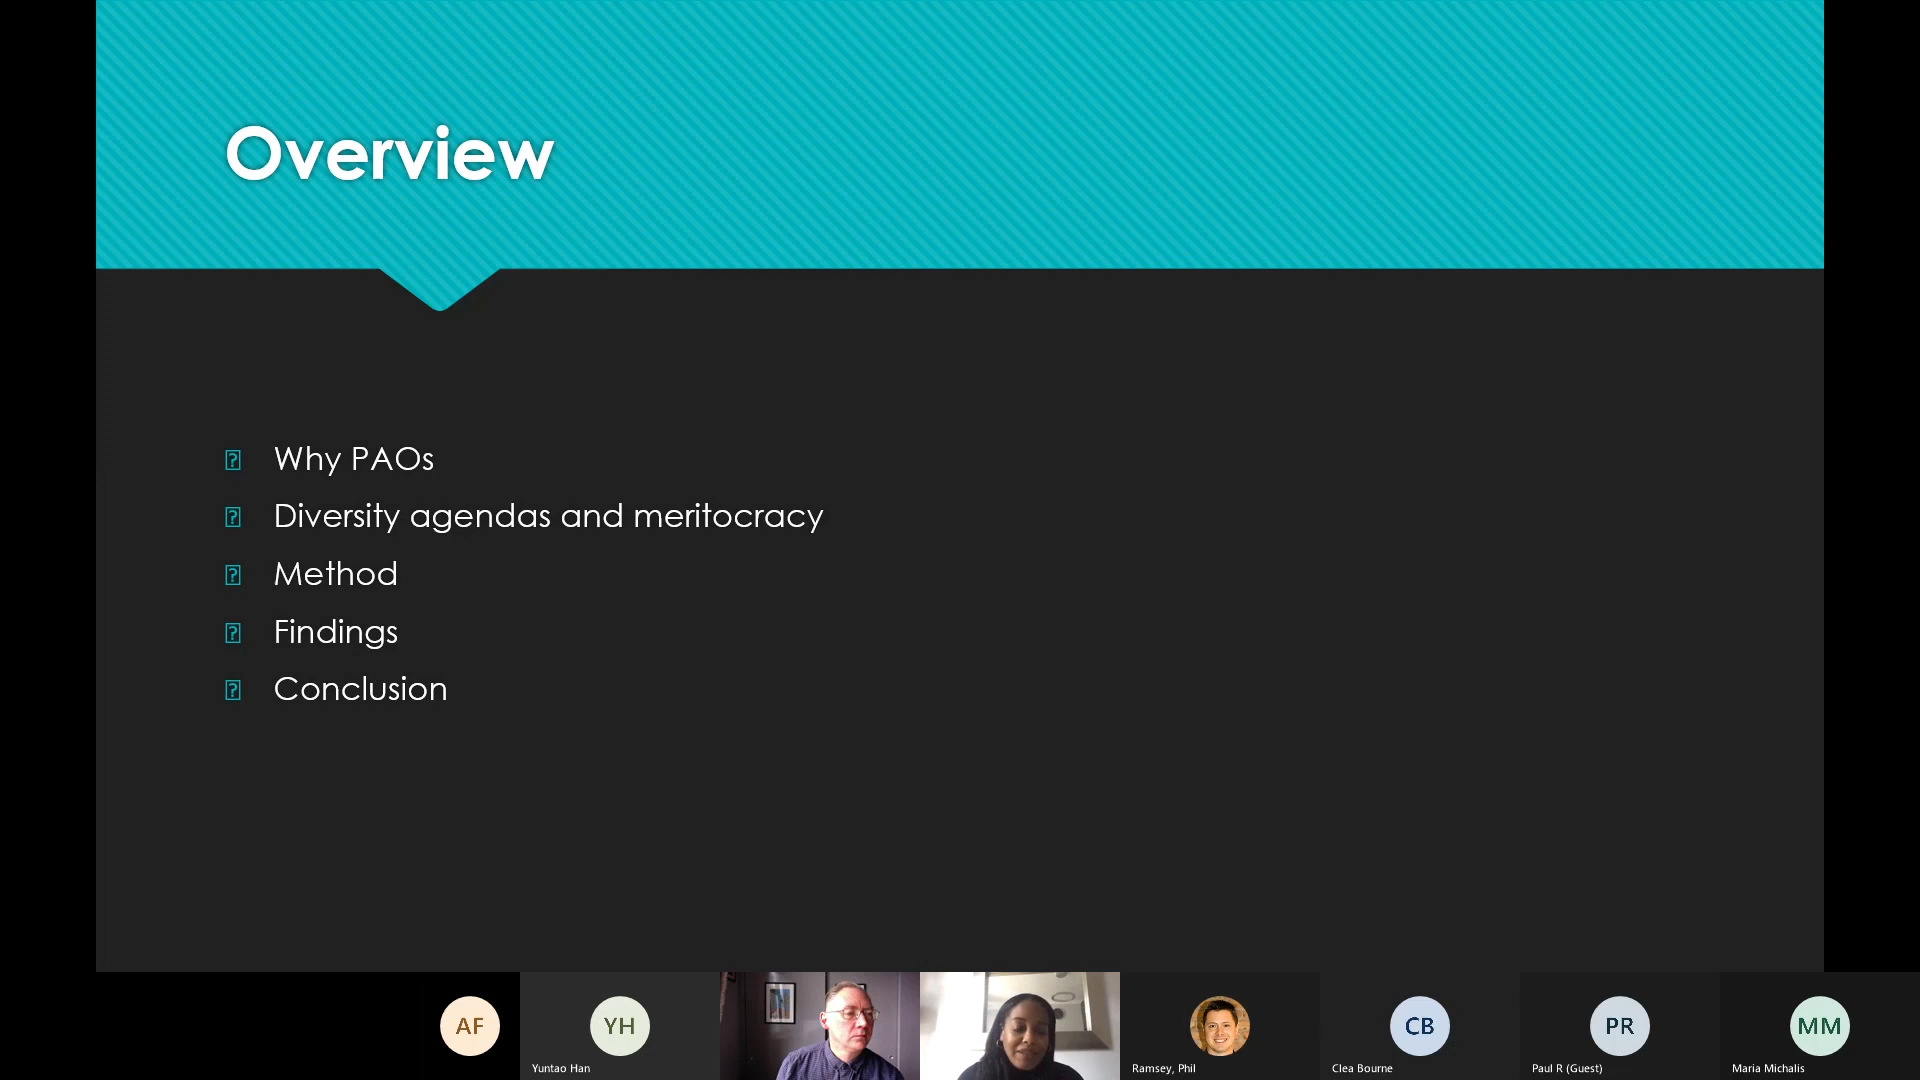 Overview
Why PAOs
Diversity agendas and meritocracy
Method
Findings
Conclusion
AF
YH
CB
PR
MM
Yuntao Han
Ramsey, Phil
Clea Bourne
Paul R (Guest)
Maria Michalis